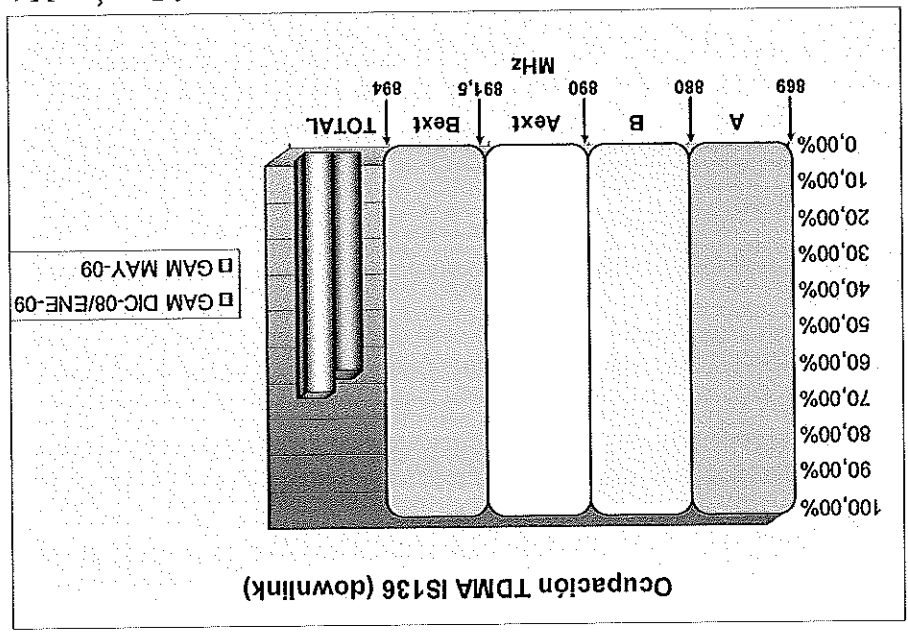 Ocupación TDMA IS136 (downlink)
100,00%
90,00%
80,00%
70,00%
60,00%
50,00%
40,00%
30,00%
20,00%
10,00%
0,00%
A
B
Aext
Bext
TOTAL
869
880
890
891,5
894
MHz
GAM DIC-08/ENE-09
GAM MAY-09